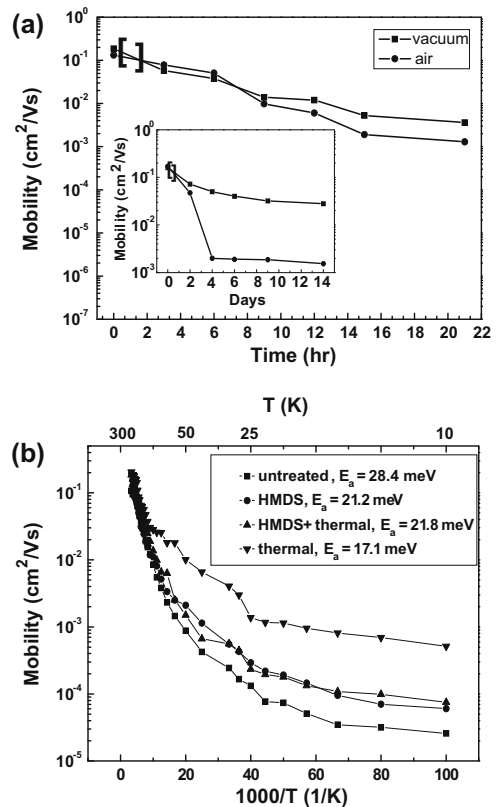 (a)
vacuum
air
10⁰
10⁻¹
10⁻²
10⁻³
10⁻⁴
10⁻⁵
10⁻⁶
10⁻⁷
Mobility (cm²/Vs)
10⁰
10⁻¹
10⁻²
10⁻³
Mobility (cm²/Vs)
0 2 4 6 8 10 12 14
Days
0 2 4 6 8 10 12 14 16 18 20 22
Time (hr)
T (K)
300 50 25 10
(b)
untreated , Eₐ = 28.4 meV
HMDS, Eₐ = 21.2 meV
HMDS+ thermal, Eₐ = 21.8 meV
thermal, Eₐ = 17.1 meV
10⁻¹
10⁻²
10⁻³
10⁻⁴
10⁻⁵
Mobility (cm²/Vs)
0 20 40 60 80 100
1000/T (1/K)